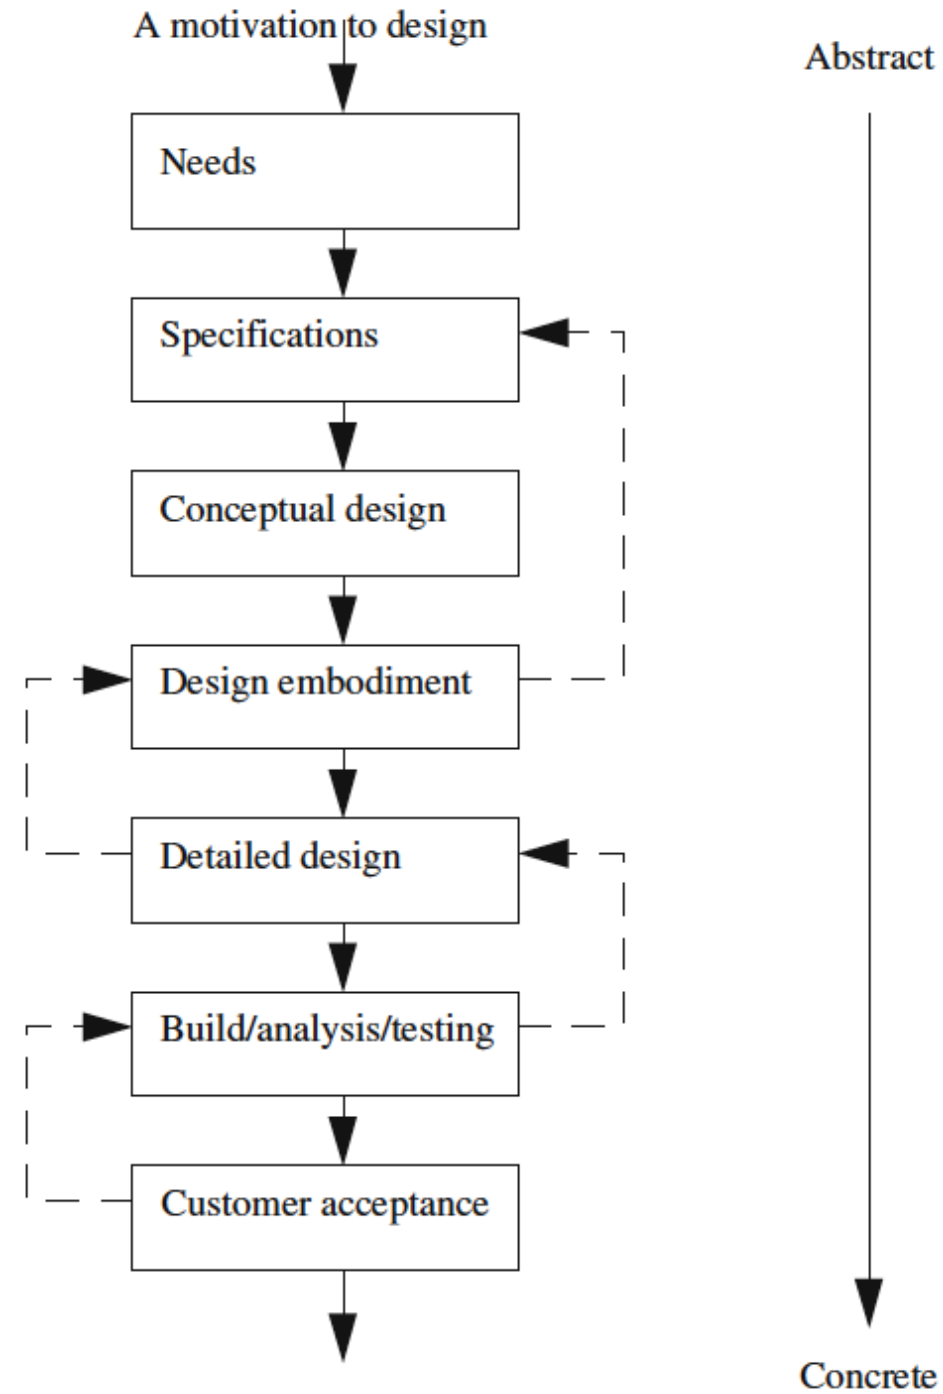 A motivation to design
Abstract
Needs
Specifications
Conceptual design
Design embodiment
Detailed design
Build/analysis/testing
Customer acceptance
Concrete